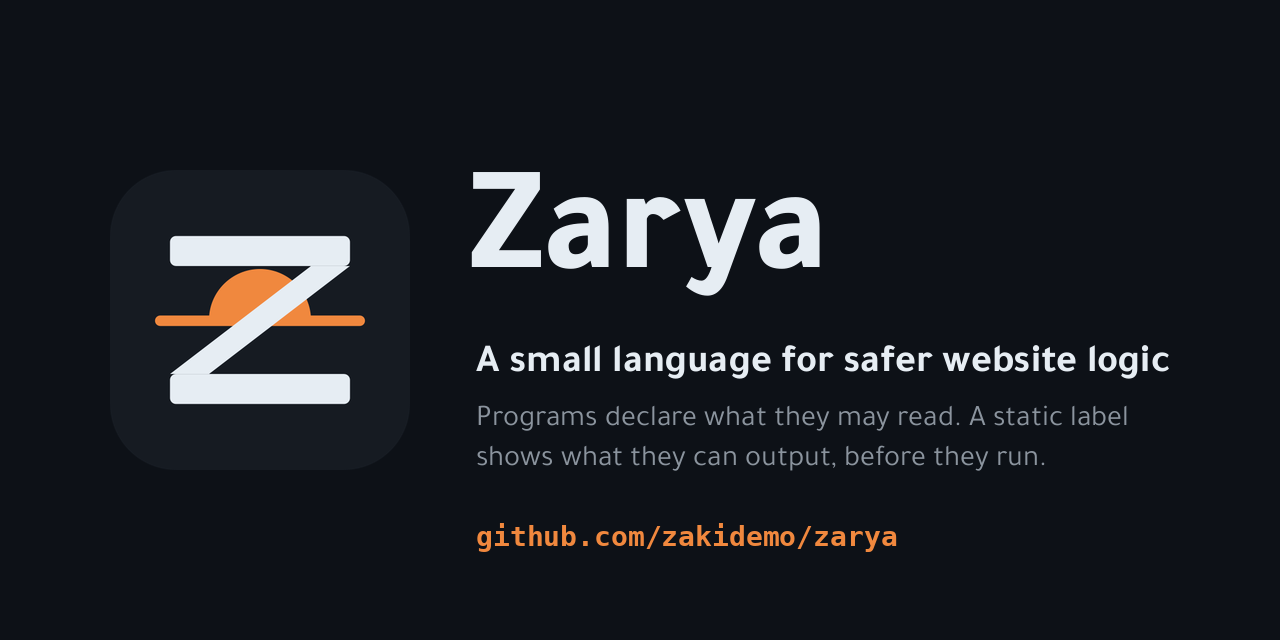 Zarya
A small language for safer website logic
Programs declare what they may read. A static label
shows what they can output, before they run.
github.com/zakidemo/zarya